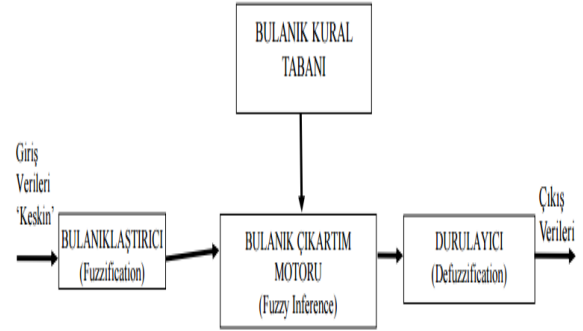 BULANIK KURAL
TABANI
Giriş
Verileri
‘Keskin’
BULANIKLAŞTIRICI
(Fuzzification)
BULANIK ÇIKARTIM
MOTORU
(Fuzzy Inference)
DURULAYICI
(Defuzzification)
Çıkış
Verileri